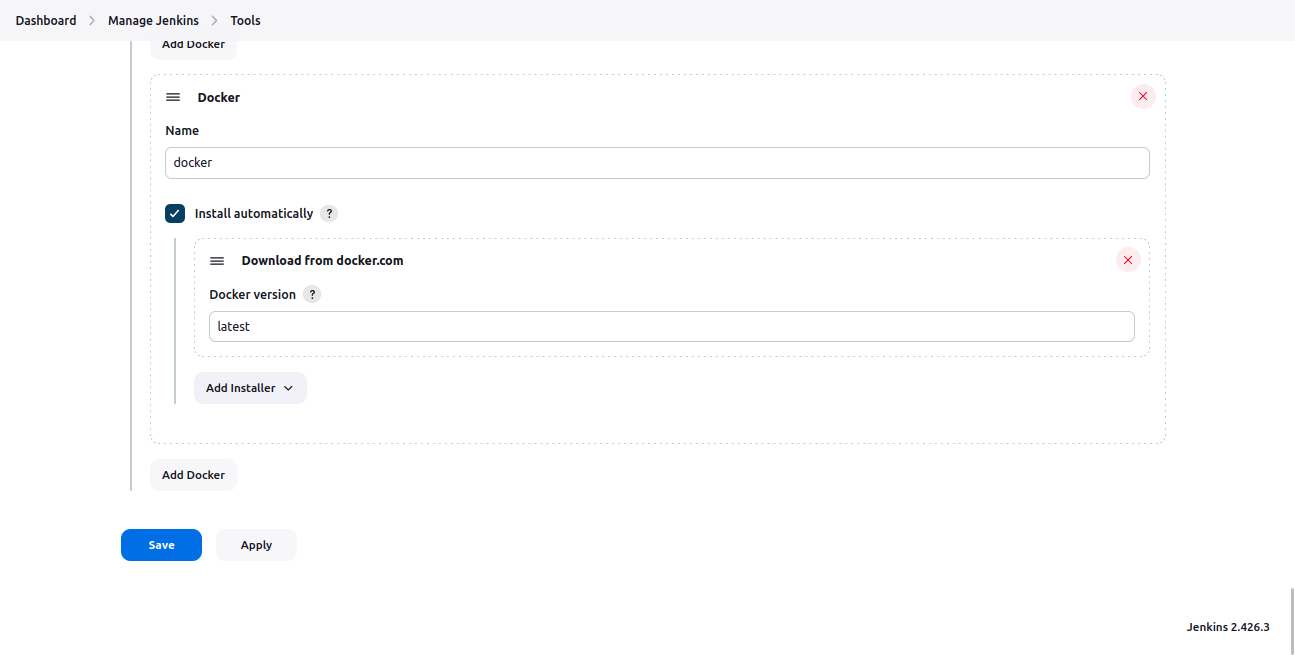 Dashboard > Manage Jenkins > Tools
Add Docker
Docker
Name
docker
Install automatically ?
Download from docker.com
Docker version ?
latest
Add Installer
Add Docker
Save Apply
Jenkins 2.426.3